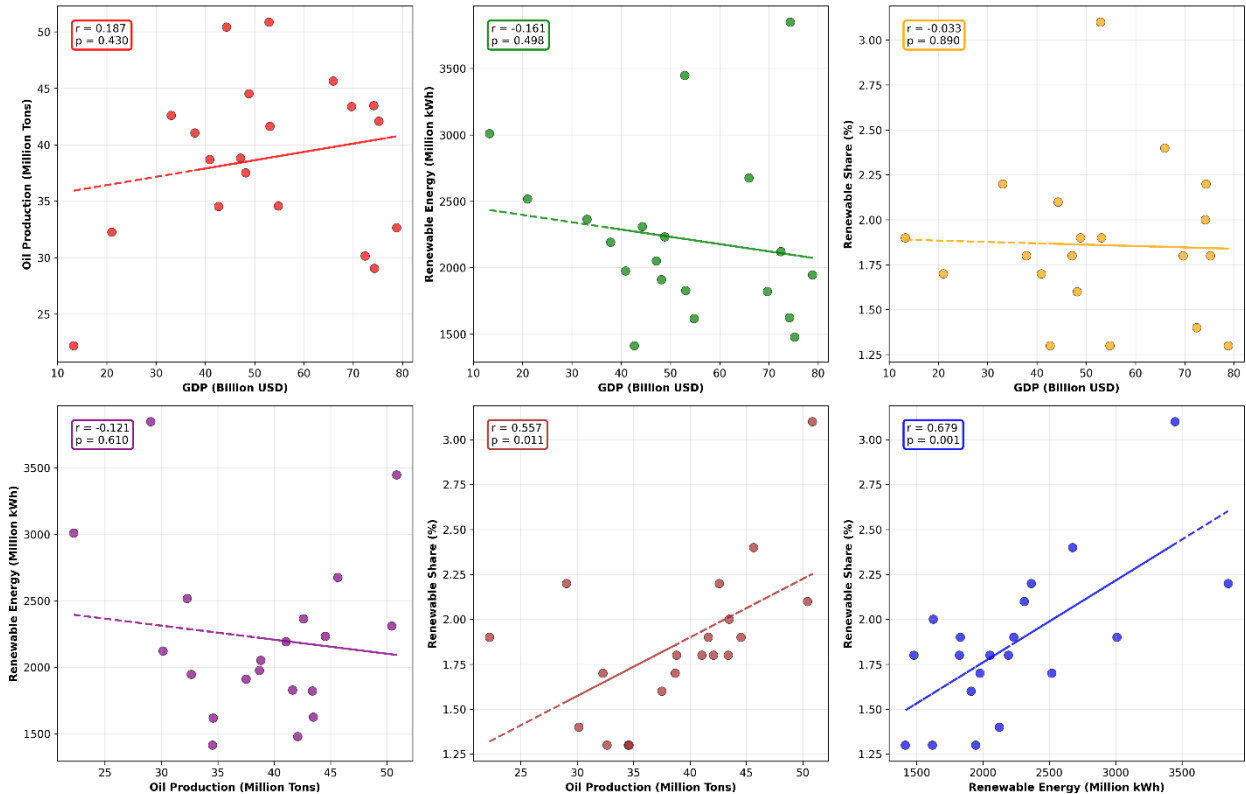 r = 0.187
p = 0.430
50
45
40
35
30
25
Oil Production (Million Tons)
10 20 30 40 50 60 70 80
GDP (Billion USD)
r = -0.161
p = 0.498
3500
3000
2500
2000
1500
Renewable Energy (Million kWh)
10 20 30 40 50 60 70 80
GDP (Billion USD)
r = -0.033
p = 0.890
3.00
2.75
2.50
2.25
2.00
1.75
1.50
1.25
Renewable Share (%)
10 20 30 40 50 60 70 80
GDP (Billion USD)
r = -0.121
p = 0.610
3500
3000
2500
2000
1500
Renewable Energy (Million kWh)
25 30 35 40 45 50
Oil Production (Million Tons)
r = 0.557
p = 0.011
3.00
2.75
2.50
2.25
2.00
1.75
1.50
1.25
Renewable Share (%)
25 30 35 40 45 50
Oil Production (Million Tons)
r = 0.679
p = 0.001
3.00
2.75
2.50
2.25
2.00
1.75
1.50
1.25
Renewable Share (%)
1500 2000 2500 3000 3500
Renewable Energy (Million kWh)